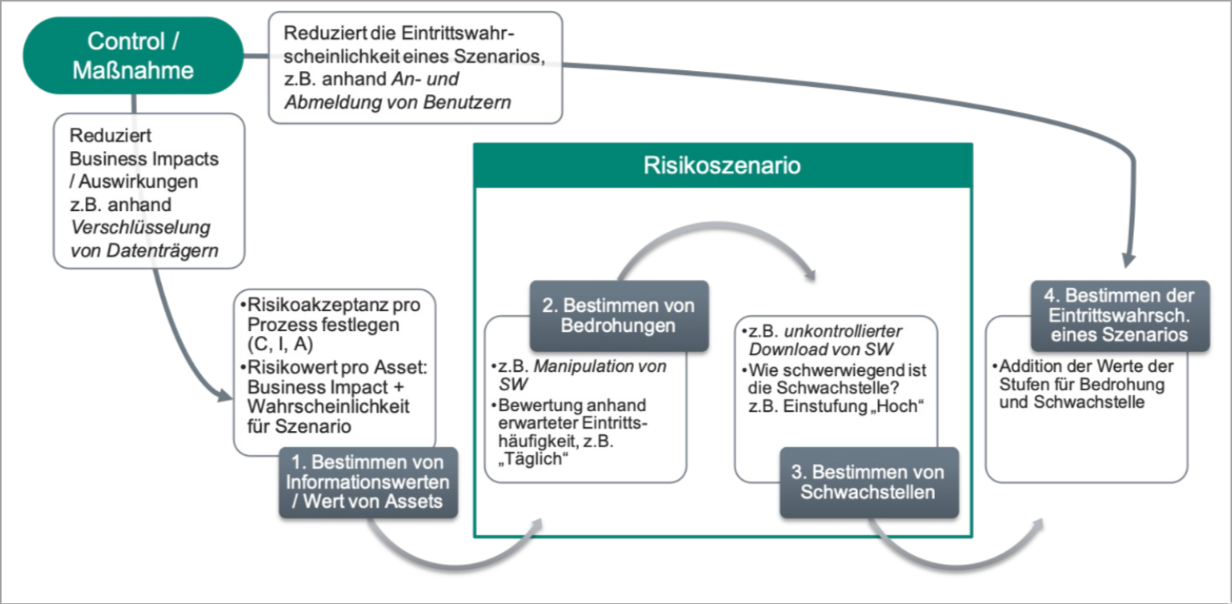 Control /
Maßnahme
Reduziert die Eintrittswahr-
scheinlichkeit eines Szenarios,
z.B. anhand An- und
Abmeldung von Benutzern
Reduziert
Business Impacts
/ Auswirkungen
z.B. anhand
Verschlüsselung
von Datenträgern
•Risikoakzeptanz pro
Prozess festlegen
(C, I, A)
•Risikowert pro Asset:
Business Impact +
Wahrscheinlichkeit
für Szenario
1. Bestimmen von
Informationswerten
/ Wert von Assets
Risikoszenario
2. Bestimmen von
Bedrohungen
•z.B. Manipulation von
SW
•Bewertung anhand
erwarteter Eintritts-
häufigkeit, z.B.
„Täglich“
•z.B. unkontrollierter
Download von SW
•Wie schwerwiegend ist
die Schwachstelle?
z.B. Einstufung „Hoch“
3. Bestimmen von
Schwachstellen
4. Bestimmen der
Eintrittswahrsch.
eines Szenarios
•Addition der Werte der
Stufen für Bedrohung
und Schwachstelle